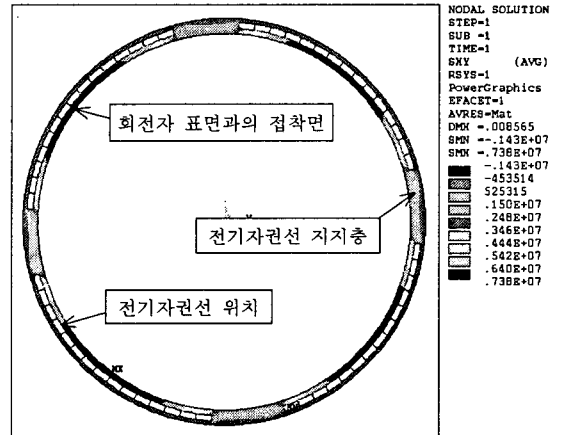 NODAL SOLUTION
STEP=1
SUB =1
TIME=1
SXY (AVG)
RSYS=1
PowerGraphics
EFACET=1
AVRES=Mat
DMX =.008565
SMN =-.143E+07
SMX =.738E+07
-.143E+07
-453514
525315
.150E+07
.248E+07
.346E+07
.444E+07
.542E+07
.640E+07
.738E+07
회전자 표면과의 접착면
전기자권선 지지층
전기자권선 위치
MX